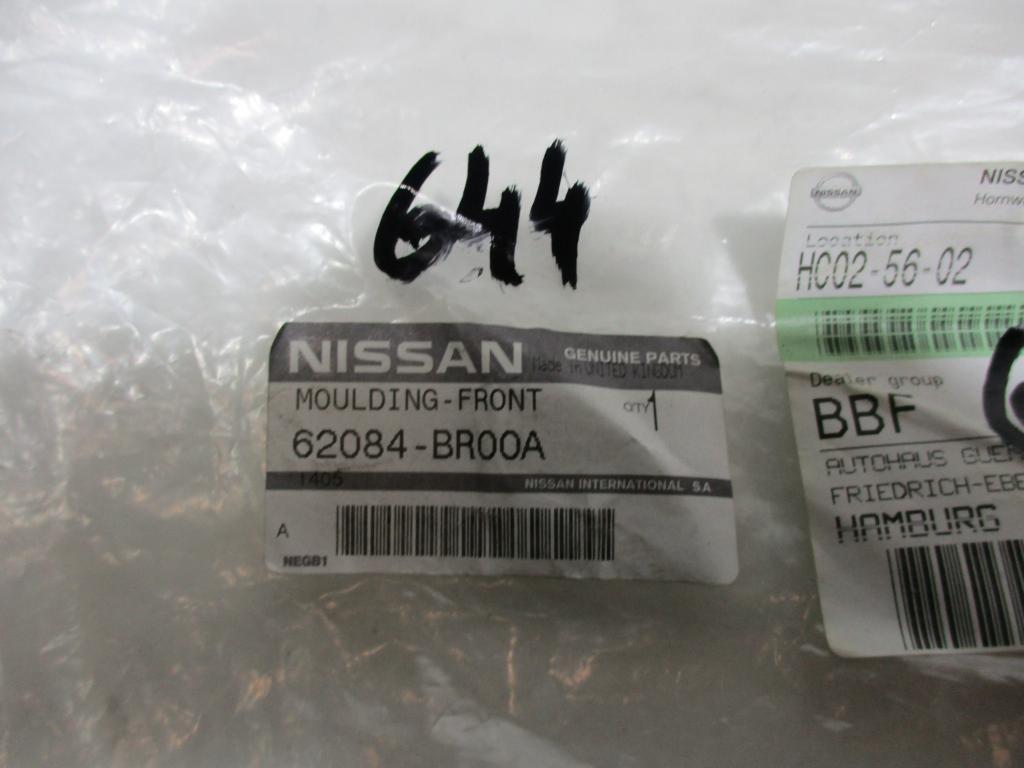 644
NISSAN GENUINE PARTS
Made in UNITED KINGDOM
MOULDING-FRONT QTY 1
62084-BR00A
1405 NISSAN INTERNATIONAL SA
A
NEGB1
NISSAN
Location
HC02-56-02
Dealer group
BBF
AUTOHAUS
FRIEDRICH-EBE
HAMBURG